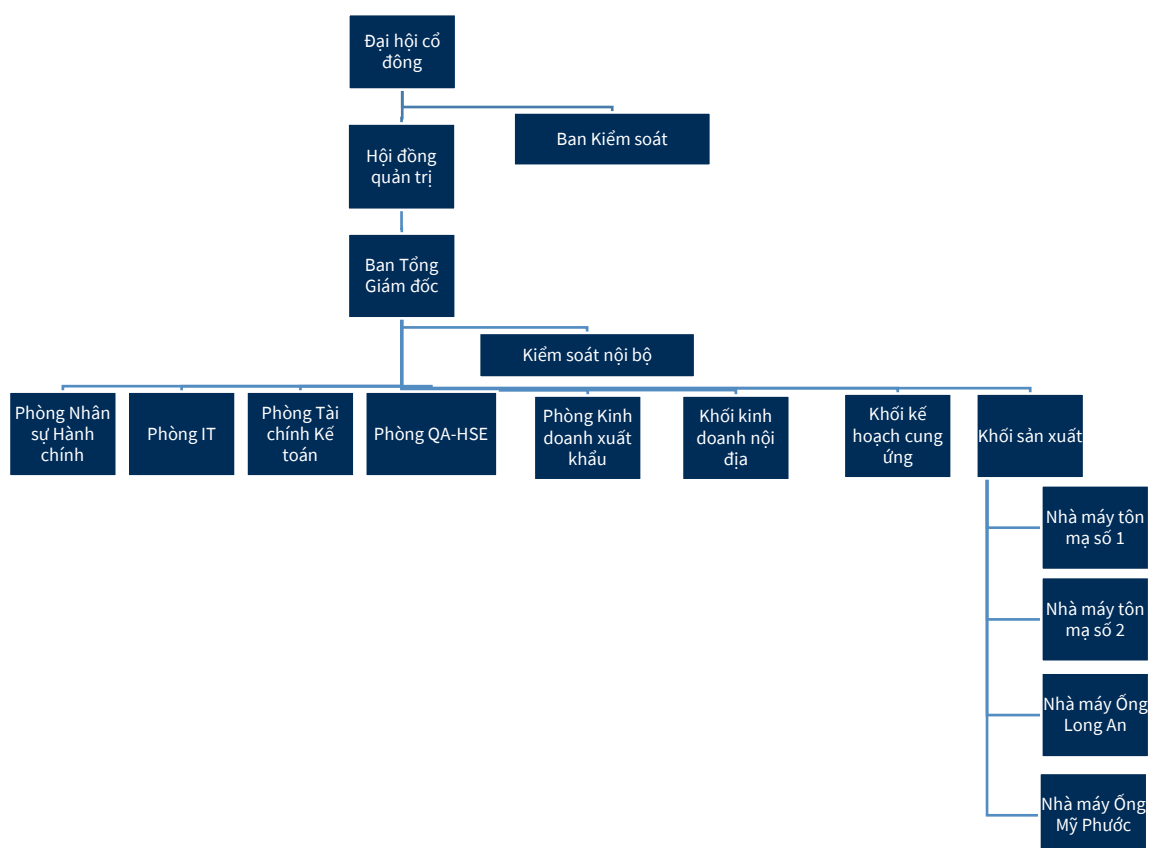 Đại hội cổ
đông
Ban Kiểm soát
Hội đồng
quản trị
Ban Tổng
Giám đốc
Kiểm soát nội bộ
Phòng Nhân
sự Hành
chính
Phòng IT
Phòng Tài
chính Kế
toán
Phòng QA-HSE
Phòng Kinh
doanh xuất
khẩu
Khối kinh
doanh nội
địa
Khối kế
hoạch cung
ứng
Khối sản xuất
Nhà máy tôn
mạ số 1
Nhà máy tôn
mạ số 2
Nhà máy Ống
Long An
Nhà máy Ống
Mỹ Phước